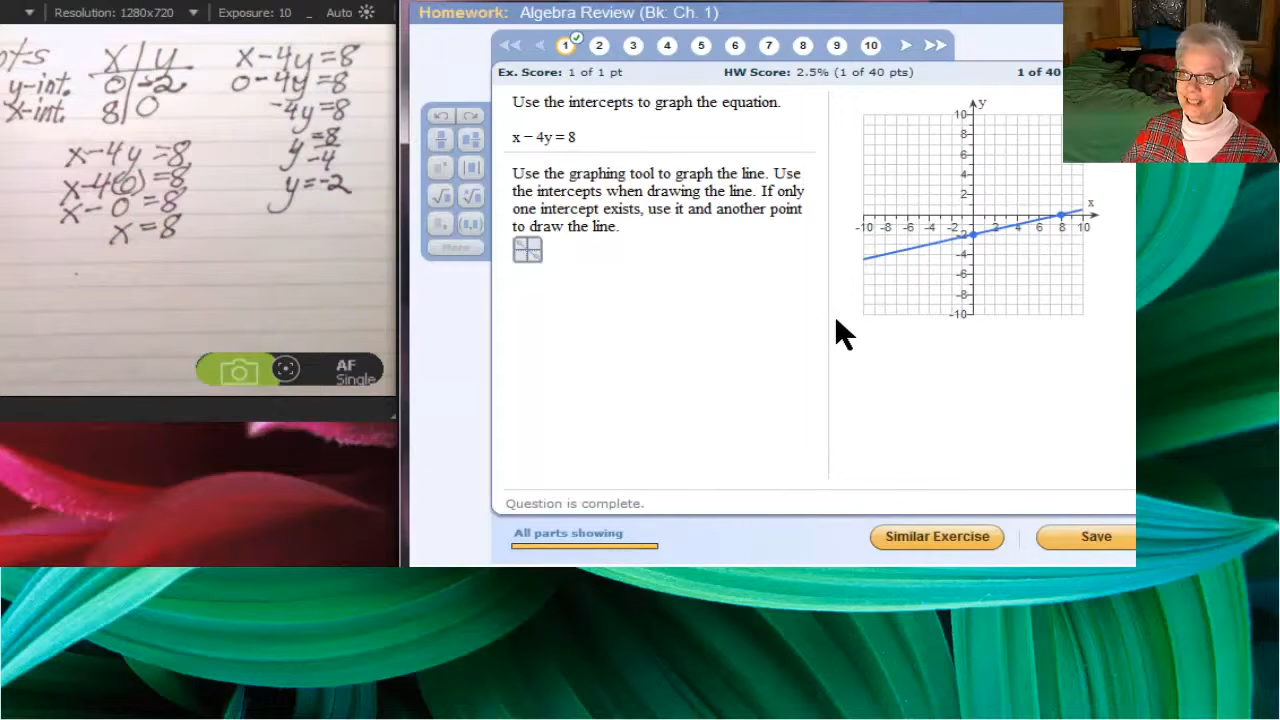 Resolution: 1280x720
Exposure: 10
Auto
x y
y-int. 0 -2
x-int. 8 0
x-4y=8
x-4(0)=8
x-0=8
x=8
x-4y=8
0-4y=8
-4y=8
y=8
-4
y=-2
AF
Single
Homework: Algebra Review (Bk: Ch. 1)
1 2 3 4 5 6 7 8 9 10
Ex. Score: 1 of 1 pt
HW Score: 2.5% (1 of 40 pts)
1 of 40
Use the intercepts to graph the equation.
x − 4y = 8
Use the graphing tool to graph the line. Use
the intercepts when drawing the line. If only
one intercept exists, use it and another point
to draw the line.
More
y
10
8
6
4
2
x
-10 -8 -6 -4 -2 2 4 6 8 10
-2
-4
-6
-8
-10
Question is complete.
All parts showing
Similar Exercise
Save